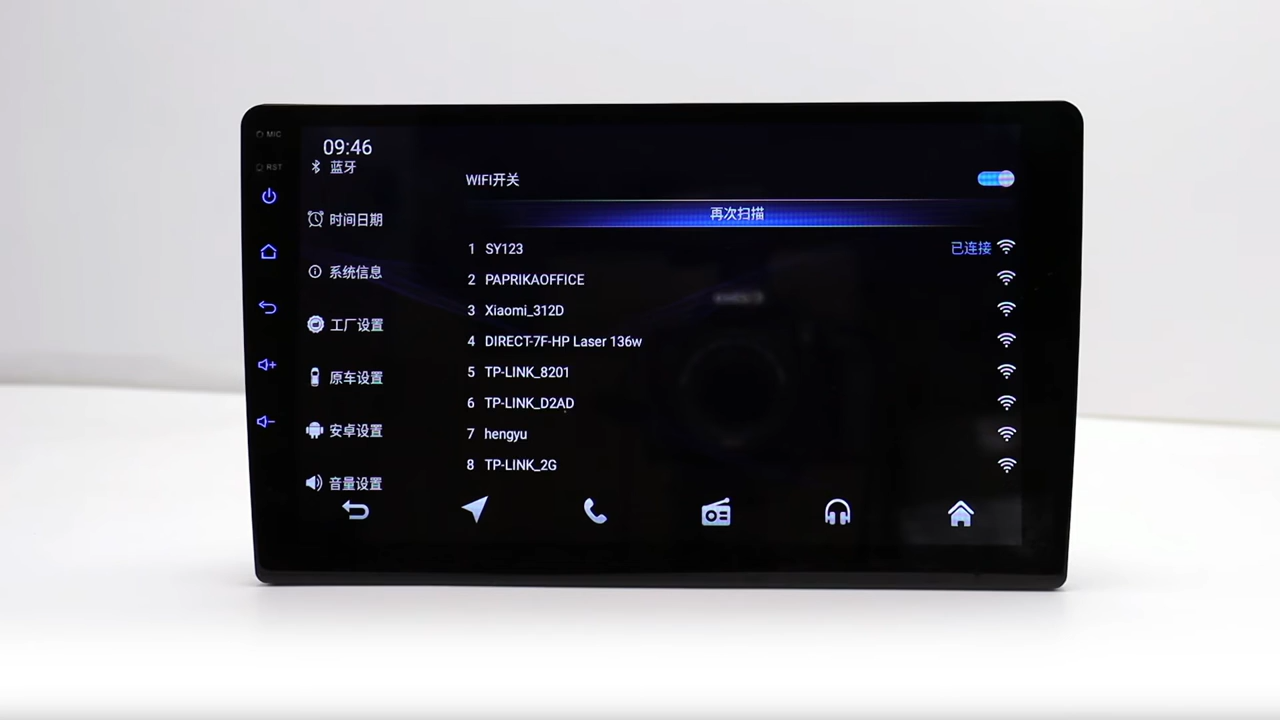 MIC
RST
09:46
蓝牙
时间日期
系统信息
工厂设置
原车设置
安卓设置
音量设置
WIFI开关
再次扫描
1 SY123 已连接
2 PAPRIKAOFFICE
3 Xiaomi_312D
4 DIRECT-7F-HP Laser 136w
5 TP-LINK_8201
6 TP-LINK_D2AD
7 hengyu
8 TP-LINK_2G